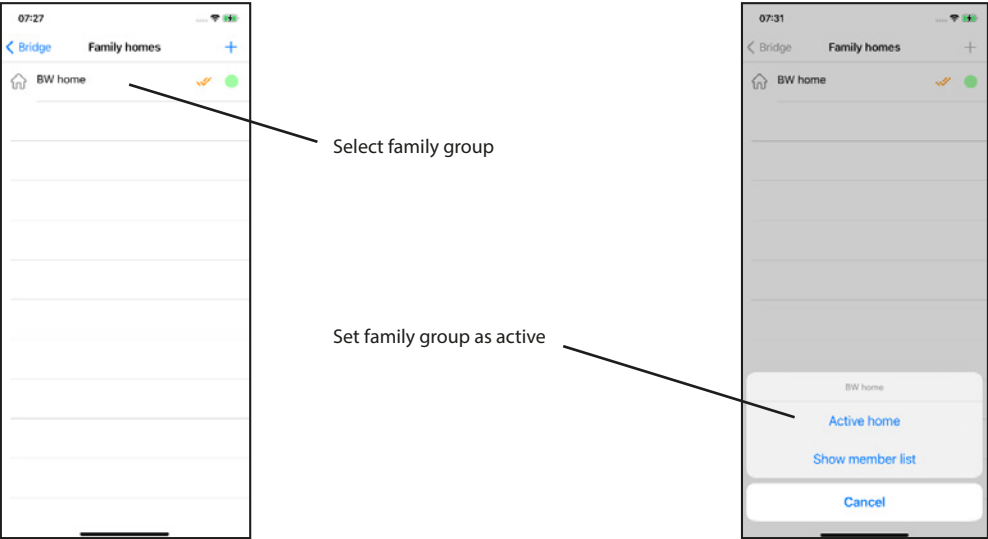 07:27
Bridge
Family homes
+
BW home
Select family group
Set family group as active
07:31
Bridge
Family homes
+
BW home
BW home
Active home
Show member list
Cancel